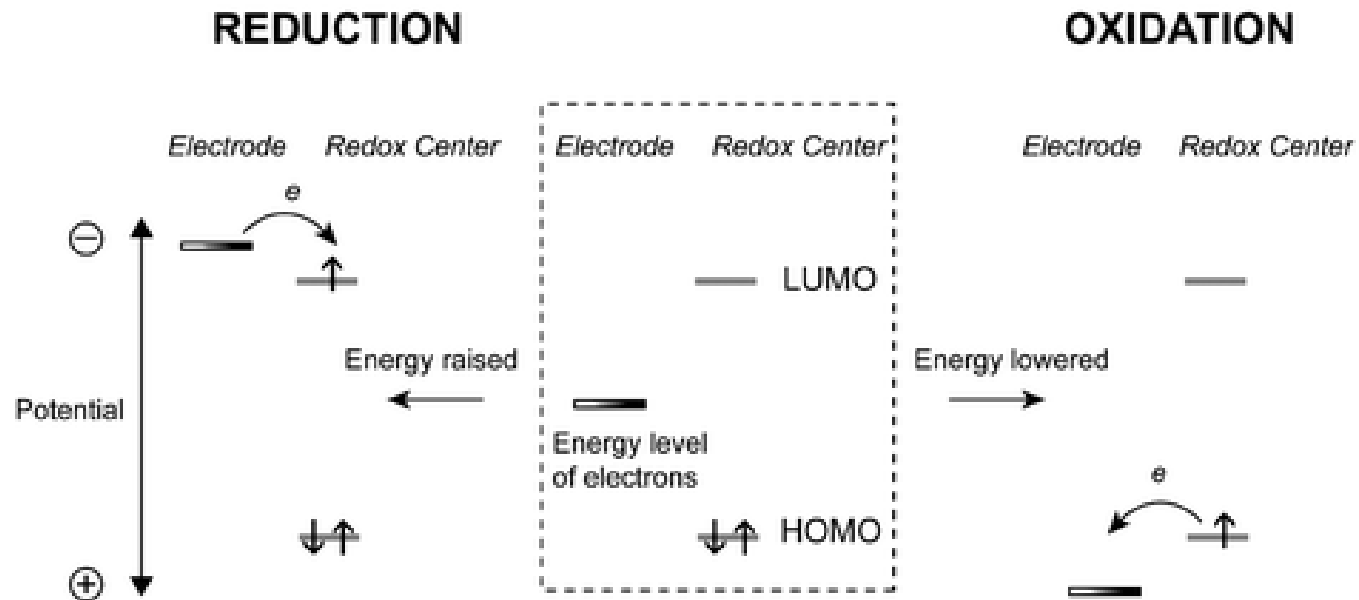 REDUCTION
OXIDATION
Electrode Redox Center
Electrode Redox Center
Electrode Redox Center
e
⊖
LUMO
Energy raised
Energy lowered
Potential
Energy level
of electrons
e
HOMO
⊕